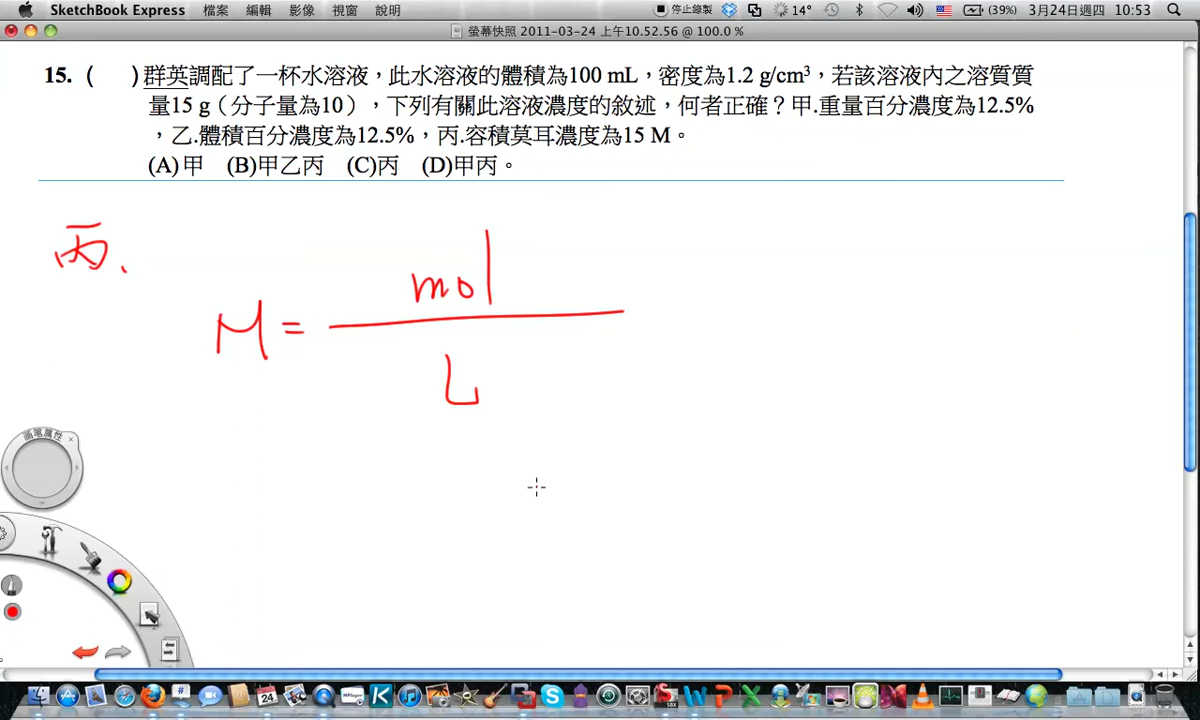 SketchBook Express 檔案 編輯 影像 視窗 說明 停止錄製 14° (39%) 3月24日週四 10:53
螢幕快照 2011-03-24 上午10.52.56 @ 100.0 %
15. ( )群英調配了一杯水溶液，此水溶液的體積為100 mL，密度為1.2 g/cm³，若該溶液內之溶質質
量15 g（分子量為10），下列有關此溶液濃度的敘述，何者正確？甲.重量百分濃度為12.5%
，乙.體積百分濃度為12.5%，丙.容積莫耳濃度為15 M。
(A)甲 (B)甲乙丙 (C)丙 (D)甲丙。
丙.
mol
M=
L
画笔属性
24